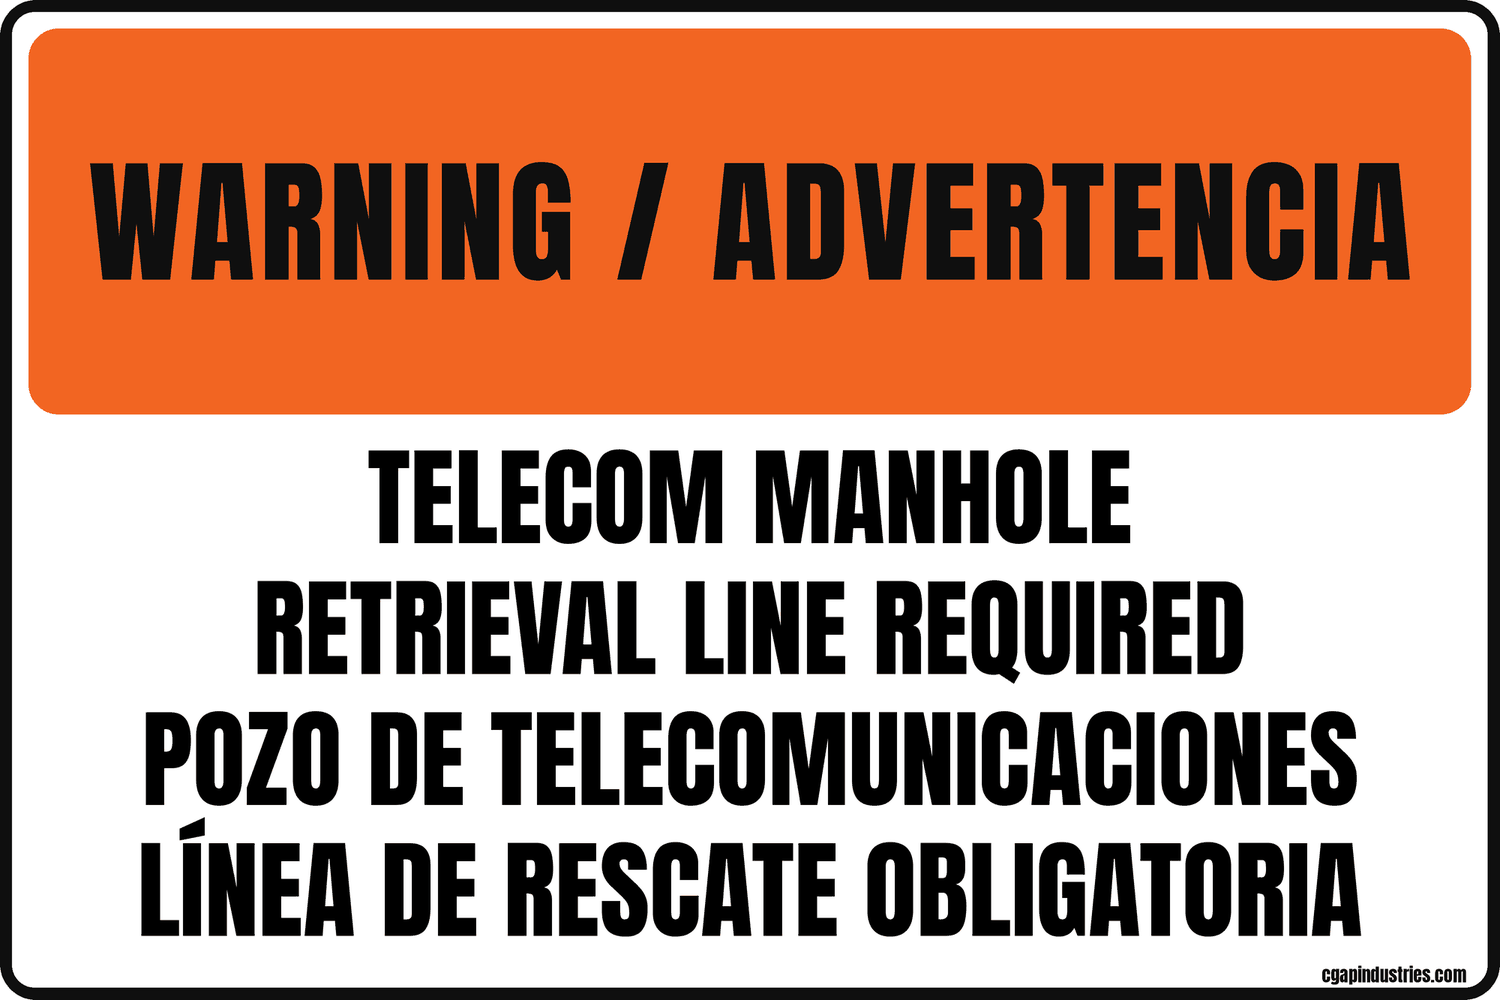 WARNING / ADVERTENCIA
TELECOM MANHOLE
RETRIEVAL LINE REQUIRED
POZO DE TELECOMUNICACIONES
LÍNEA DE RESCATE OBLIGATORIA
cgapindustries.com